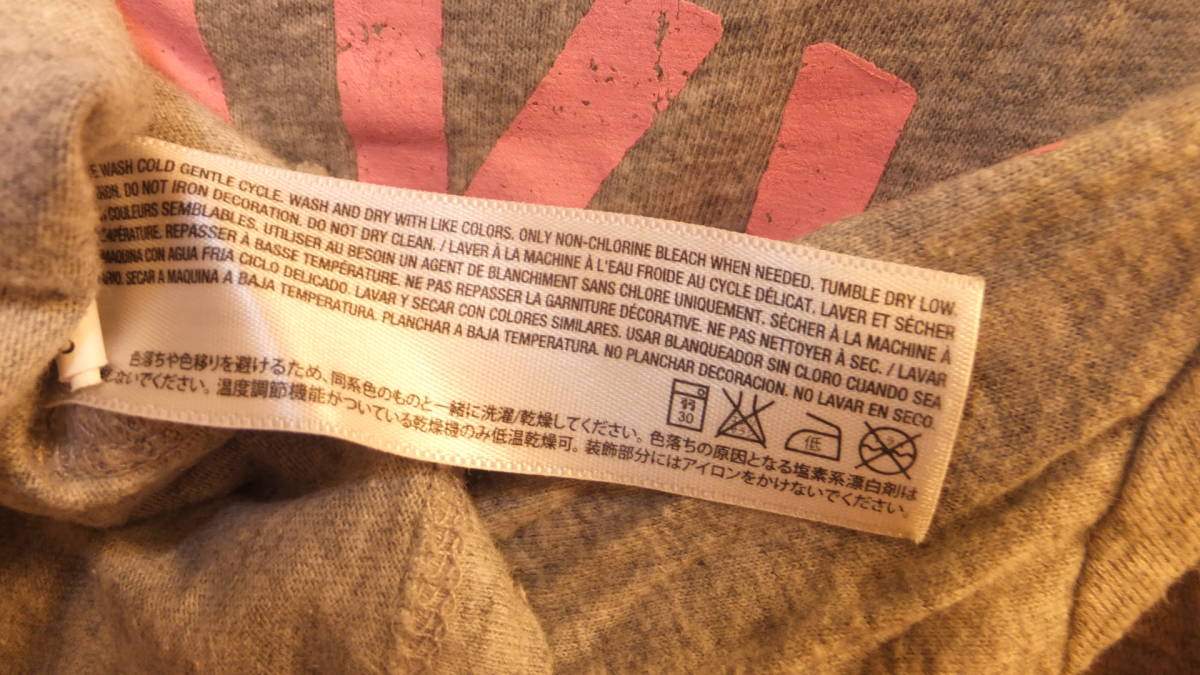 WASH COLD GENTLE CYCLE. WASH AND DRY WITH LIKE COLORS. ONLY NON-CHLORINE BLEACH WHEN NEEDED. TUMBLE DRY LOW.
DO NOT IRON DECORATION. DO NOT DRY CLEAN. / LAVER À LA MACHINE À L'EAU FROIDE AU CYCLE DÉLICAT. LAVER ET SÉCHER
COULEURS SEMBLABLES. UTILISER AU BESOIN UN AGENT DE BLANCHIMENT SANS CHLORE UNIQUEMENT. SÉCHER À LA MACHINE À
REPASSER À BASSE TEMPÉRATURE. NE PAS REPASSER LA GARNITURE DÉCORATIVE. NE PAS NETTOYER À SEC. / LAVAR
MAQUINA CON AGUA FRIA CICLO DELICADO. LAVAR Y SECAR CON COLORES SIMILARES. USAR BLANQUEADOR SIN CLORO CUANDO SEA
SECAR A MAQUINA A BAJA TEMPERATURA. PLANCHAR A BAJA TEMPERATURA. NO PLANCHAR DECORACION. NO LAVAR EN SECO.
30 低
色落ちや色移りを避けるため、同系色のものと一緒に洗濯/乾燥してください。色落ちの原因となる塩素系漂白剤は
ないでください。温度調節機能がついている乾燥機のみ低温乾燥可。装飾部分にはアイロンをかけないでください。